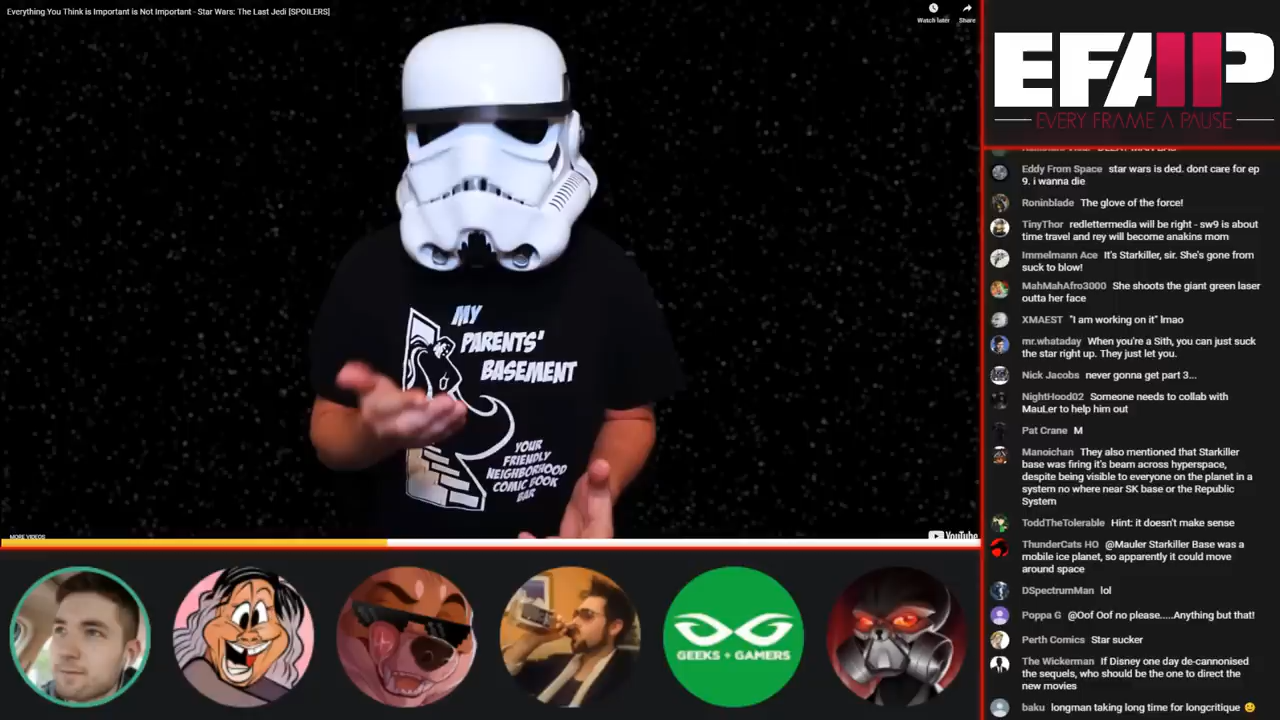 Everything You Think is Important is Not Important - Star Wars: The Last Jedi [SPOILERS]
Watch later
Share
MY
PARENTS'
BASEMENT
YOUR
FRIENDLY
NEIGHBORHOOD
COMIC BOOK
BAR
MORE VIDEOS
YouTube
GEEKS + GAMERS
EFAP
EVERY FRAME A PAUSE
Eddy From Space star wars is ded. dont care for ep
9. i wanna die
Roninblade The glove of the force!
TinyThor redlettermedia will be right - sw9 is about
time travel and rey will become anakins mom
Immelmann Ace It's Starkiller, sir. She's gone from
suck to blow!
MahMahAfro3000 She shoots the giant green laser
outta her face
XMAEST "I am working on it" lmao
mr.whataday When you're a Sith, you can just suck
the star right up. They just let you.
Nick Jacobs never gonna get part 3...
NightHood02 Someone needs to collab with
MauLer to help him out
Pat Crane M
Manoichan They also mentioned that Starkiller
base was firing it's beam across hyperspace,
despite being visible to everyone on the planet in a
system no where near SK base or the Republic
System
ToddTheTolerable Hint: it doesn't make sense
ThunderCats HO @Mauler Starkiller Base was a
mobile ice planet, so apparently it could move
around space
DSpectrumMan lol
Poppa G @Oof Oof no please.....Anything but that!
Perth Comics Star sucker
The Wickerman If Disney one day de-cannonised
the sequels, who should be the one to direct the
new movies
baku longman taking long time for longcritique